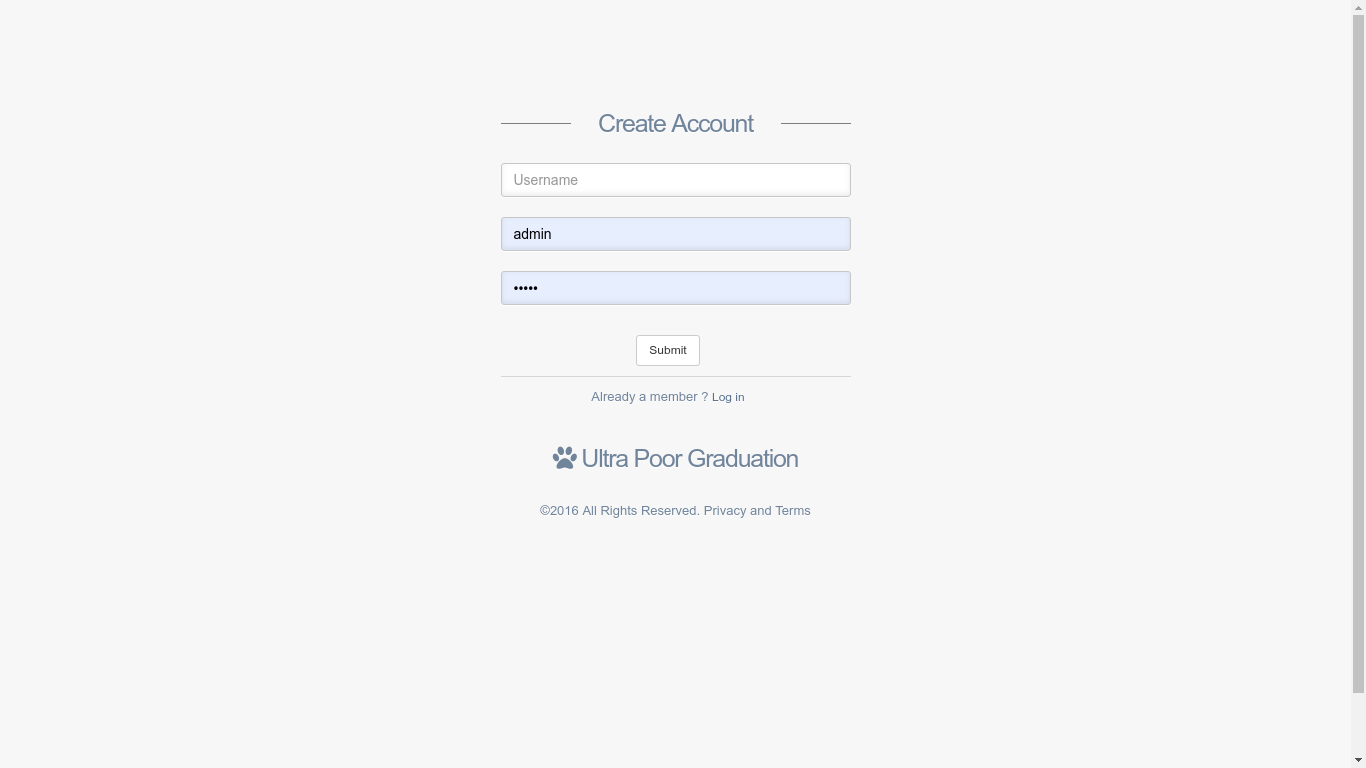 Create Account
Username
admin
•••••
Submit
Already a member ? Log in
Ultra Poor Graduation
©2016 All Rights Reserved. Privacy and Terms